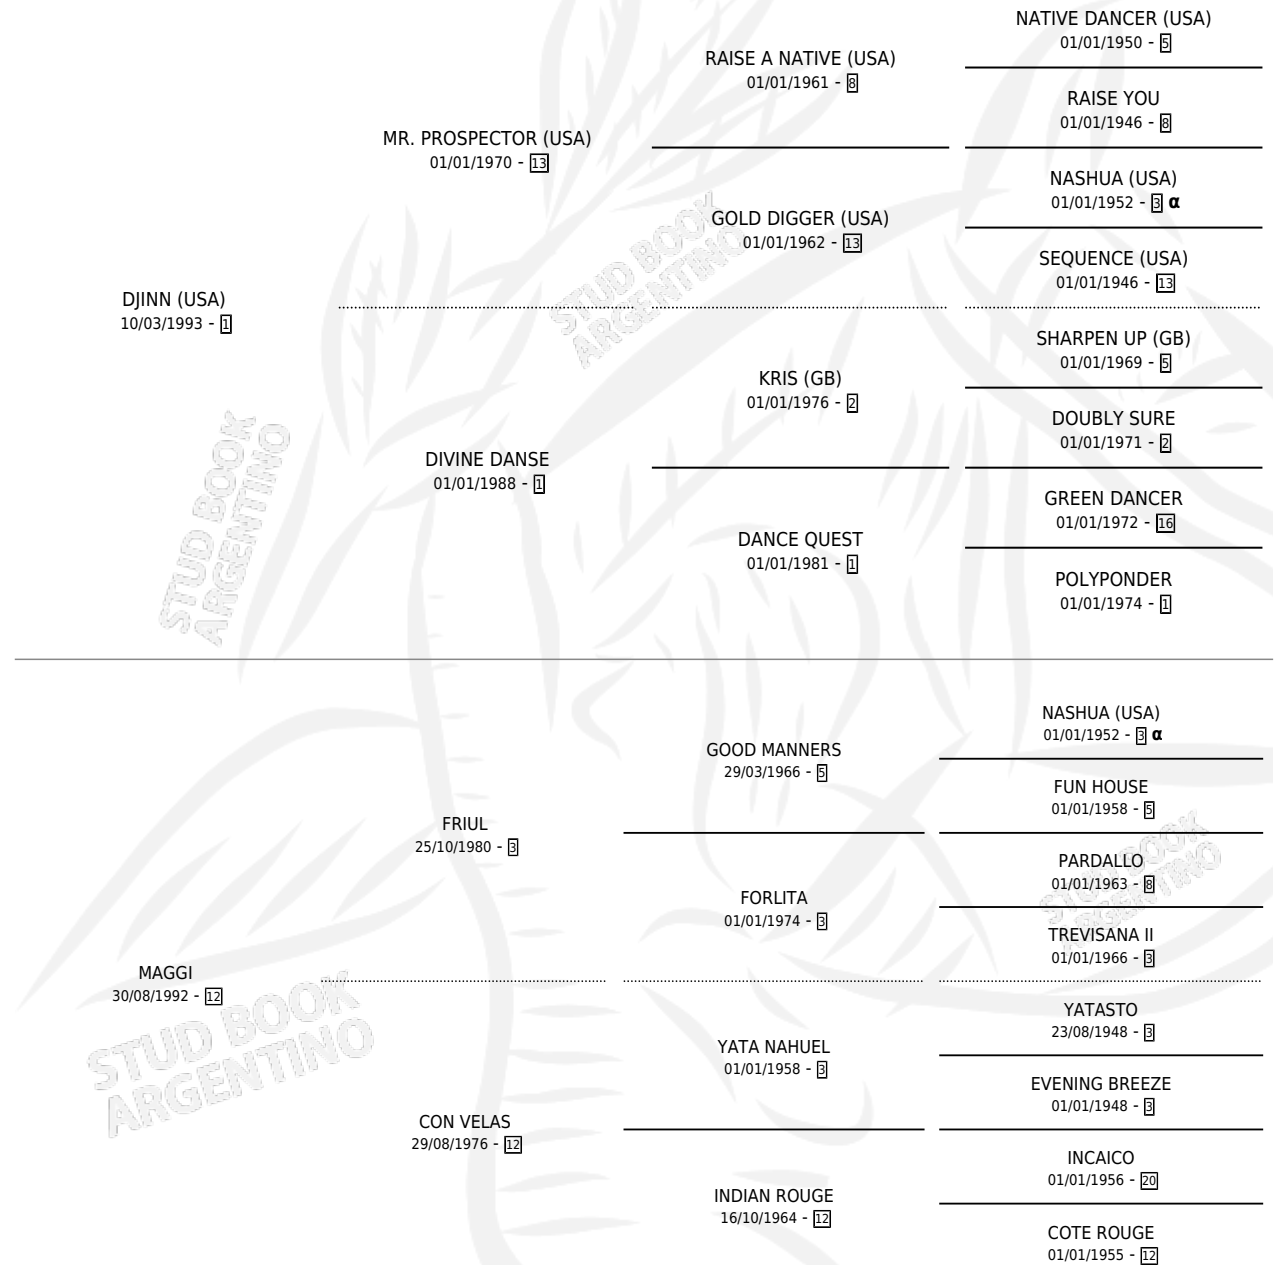 NATIVE DANCER (USA)
01/01/1950 - 5
RAISE A NATIVE (USA)
01/01/1961 - 8
RAISE YOU
01/01/1946 - 8
MR. PROSPECTOR (USA)
01/01/1970 - 13
NASHUA (USA)
01/01/1952 - 3 α
GOLD DIGGER (USA)
01/01/1962 - 13
SEQUENCE (USA)
01/01/1946 - 13
DJINN (USA)
10/03/1993 - 1
SHARPEN UP (GB)
01/01/1969 - 5
KRIS (GB)
01/01/1976 - 2
DOUBLY SURE
01/01/1971 - 2
DIVINE DANSE
01/01/1988 - 1
GREEN DANCER
01/01/1972 - 16
DANCE QUEST
01/01/1981 - 1
POLYPONDER
01/01/1974 - 1
NASHUA (USA)
01/01/1952 - 3 α
GOOD MANNERS
29/03/1966 - 5
FUN HOUSE
01/01/1958 - 5
FRIUL
25/10/1980 - 3
PARDALLO
01/01/1963 - 8
FORLITA
01/01/1974 - 3
TREVISANA II
01/01/1966 - 3
MAGGI
30/08/1992 - 12
YATASTO
23/08/1948 - 3
YATA NAHUEL
01/01/1958 - 3
EVENING BREEZE
01/01/1948 - 3
CON VELAS
29/08/1976 - 12
INCAICO
01/01/1956 - 20
INDIAN ROUGE
16/10/1964 - 12
COTE ROUGE
01/01/1955 - 12
STUD BOOK
ARGENTINO
STUD BOOK
ARGENTINO
STUD BOOK
ARGENTINO
STUD BOOK
ARGENTINO